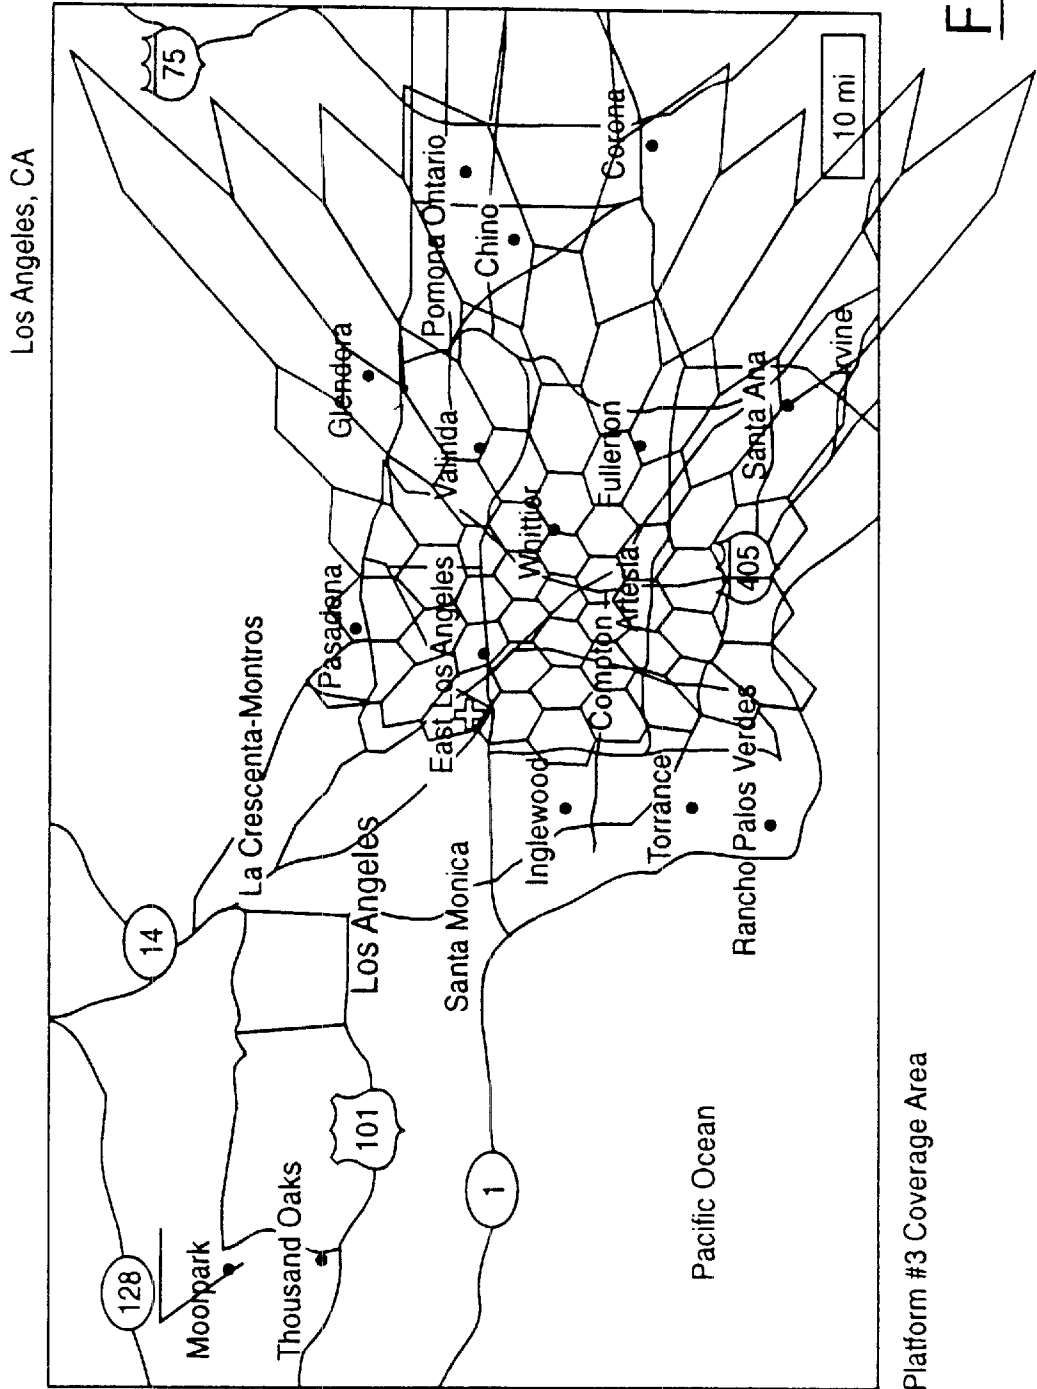 Los Angeles, CA
128
14
75
Moorpark
La Crescenta-Montros
Thousand Oaks
Pasadena
Glendora
101
Los Angeles
East Los Angeles
Valinda
Pomona
Ontario
Santa Monica
1
Chino
Inglewood
Whittier
Compton
Artesia
Fullerton
Corona
Torrance
Rancho Palos Verdes
405
Santa Ana
Irvine
10 mi
Pacific Ocean
Platform #3 Coverage Area
F